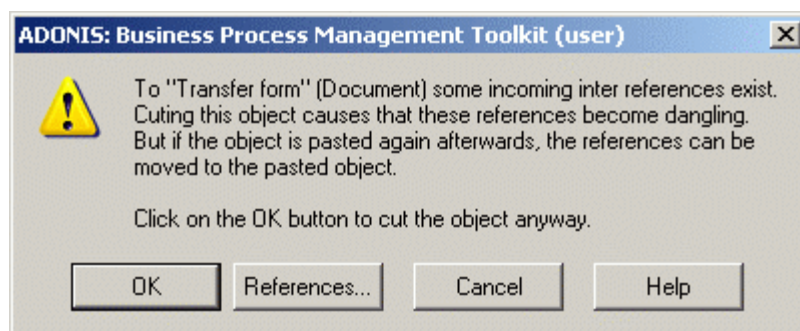 ADONIS: Business Process Management Toolkit (user)
To "Transfer form" (Document) some incoming inter references exist.
Cuting this object causes that these references become dangling.
But if the object is pasted again afterwards, the references can be
moved to the pasted object.
Click on the OK button to cut the object anyway.
OK References... Cancel Help